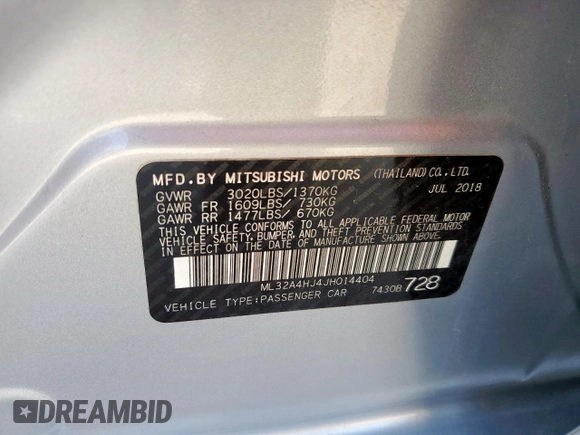 MFD.BY MITSUBISHI MOTORS (THAILAND)CO.,LTD.
GVWR 3020LBS/1370KG JUL 2018
GAWR FR 1609LBS/ 730KG
GAWR RR 1477LBS/ 670KG
THIS VEHICLE CONFORMS TO ALL APPLICABLE FEDERAL MOTOR
VEHICLE SAFETY,BUMPER,AND THEFT PREVENTION STANDARDS
IN EFFECT ON THE DATE OF MANUFACTURE SHOWN ABOVE.
ML32A4HJ4JH014404
VEHICLE TYPE:PASSENGER CAR 7430B 728
DREAMBID